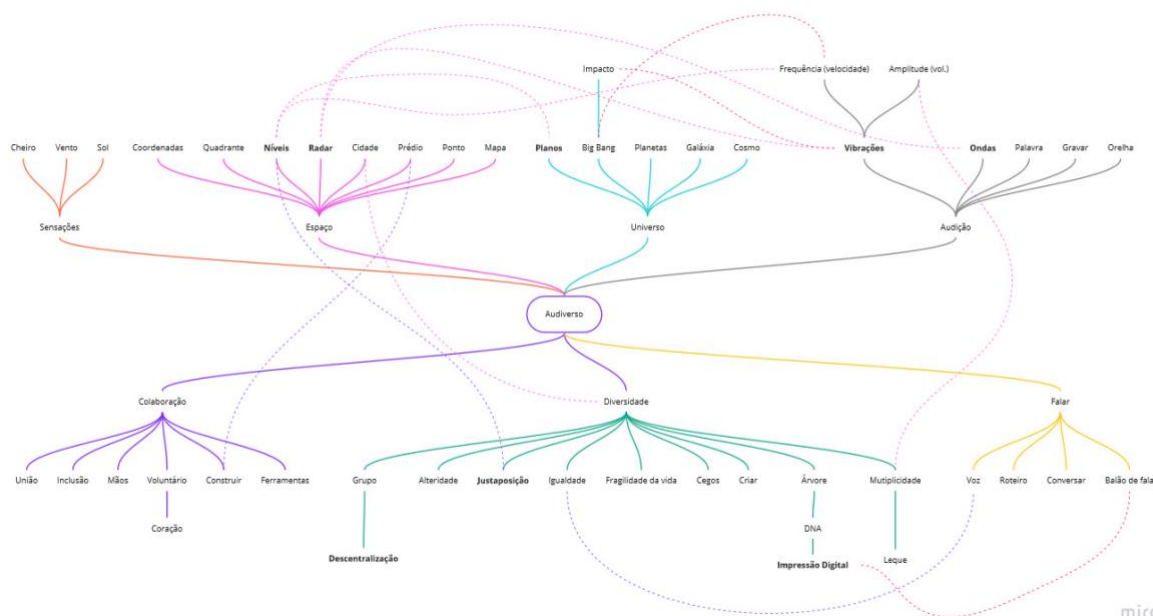 Impacto
Frequência (velocidade)
Amplitude (vol.)
Cheiro
Vento
Sol
Coordenadas
Quadrante
Níveis
Radar
Cidade
Prédio
Ponto
Mapa
Planos
Big Bang
Planetas
Galáxia
Cosmo
Vibrações
Ondas
Palavra
Gravar
Orelha
Sensações
Espaço
Universo
Audição
Audiverso
Colaboração
Diversidade
Falar
União
Inclusão
Mãos
Voluntário
Construir
Ferramentas
Grupo
Alteridade
Justaposição
Igualdade
Fragilidade da vida
Cegos
Criar
Árvore
Mutiplicidade
Voz
Roteiro
Conversar
Balão de fala
Coração
DNA
Descentralização
Impressão Digital
Leque
miro